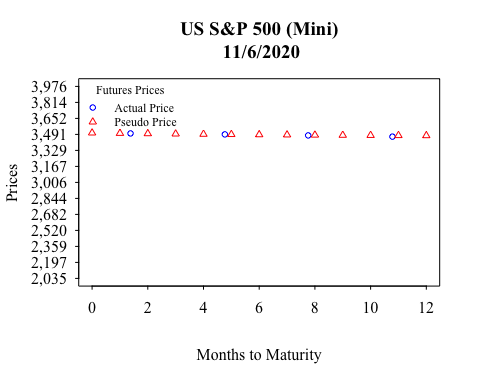 US S&P 500 (Mini)
11/6/2020
Futures Prices
Actual Price
Pseudo Price
Prices
3,976
3,814
3,652
3,491
3,329
3,167
3,006
2,844
2,682
2,520
2,359
2,197
2,035
0 2 4 6 8 10 12
Months to Maturity